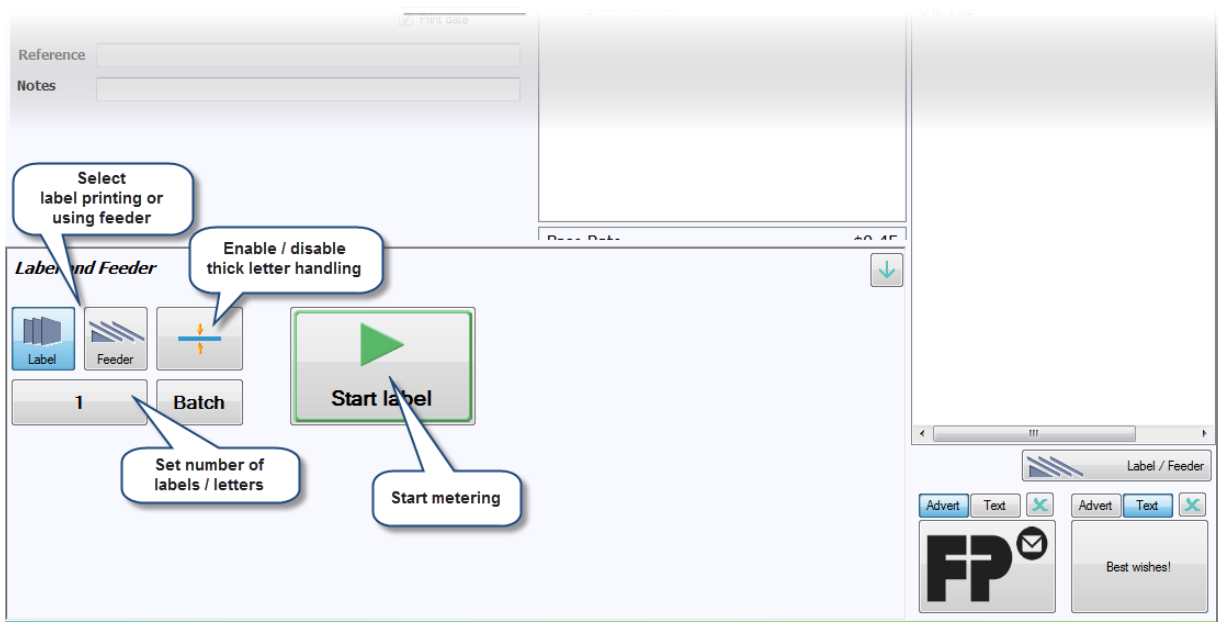 Print date
Reference
Notes
Select
label printing or
using feeder
Enable / disable
thick letter handling
Label and Feeder
Label
Feeder
1
Batch
Start label
Set number of
labels / letters
Start metering
Label / Feeder
Advert
Text
Advert
Text
FP
Best wishes!